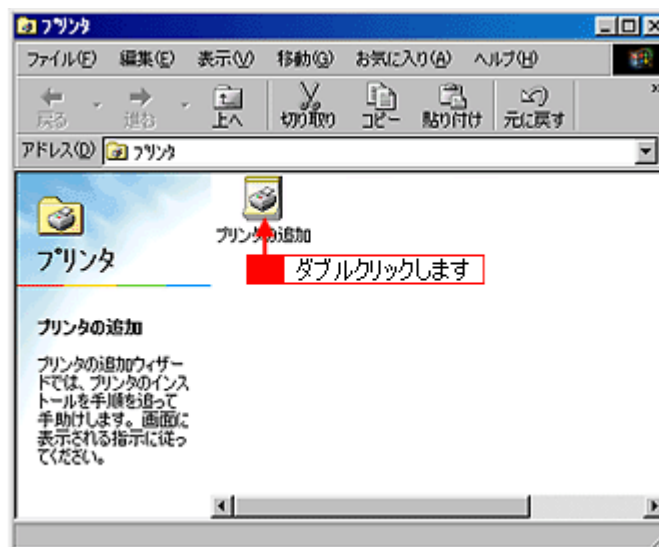 プリンタ
ファイル(F) 編集(E) 表示(V) 移動(G) お気に入り(A) ヘルプ(H)
戻る 進む 上へ 切り取り コピー 貼り付け 元に戻す
アドレス(D) プリンタ
プリンタの追加
ダブルクリックします
プリンタ
プリンタの追加
プリンタの追加ウィザー
ドでは、プリンタのインス
トールを手順を追って
手助けします。画面に
表示される指示に従っ
てください。